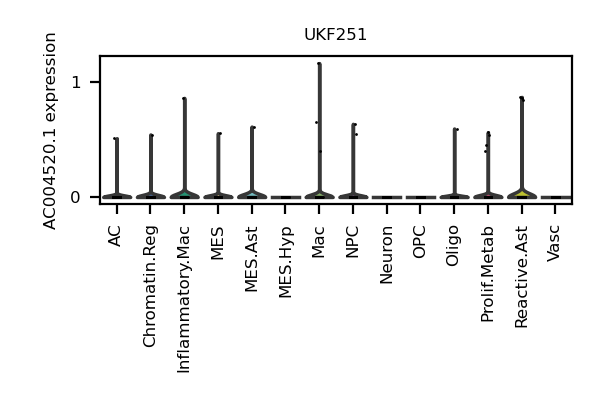 UKF251
AC004520.1 expression
1
0
AC
Chromatin.Reg
Inflammatory.Mac
MES
MES.Ast
MES.Hyp
Mac
NPC
Neuron
OPC
Oligo
Prolif.Metab
Reactive.Ast
Vasc